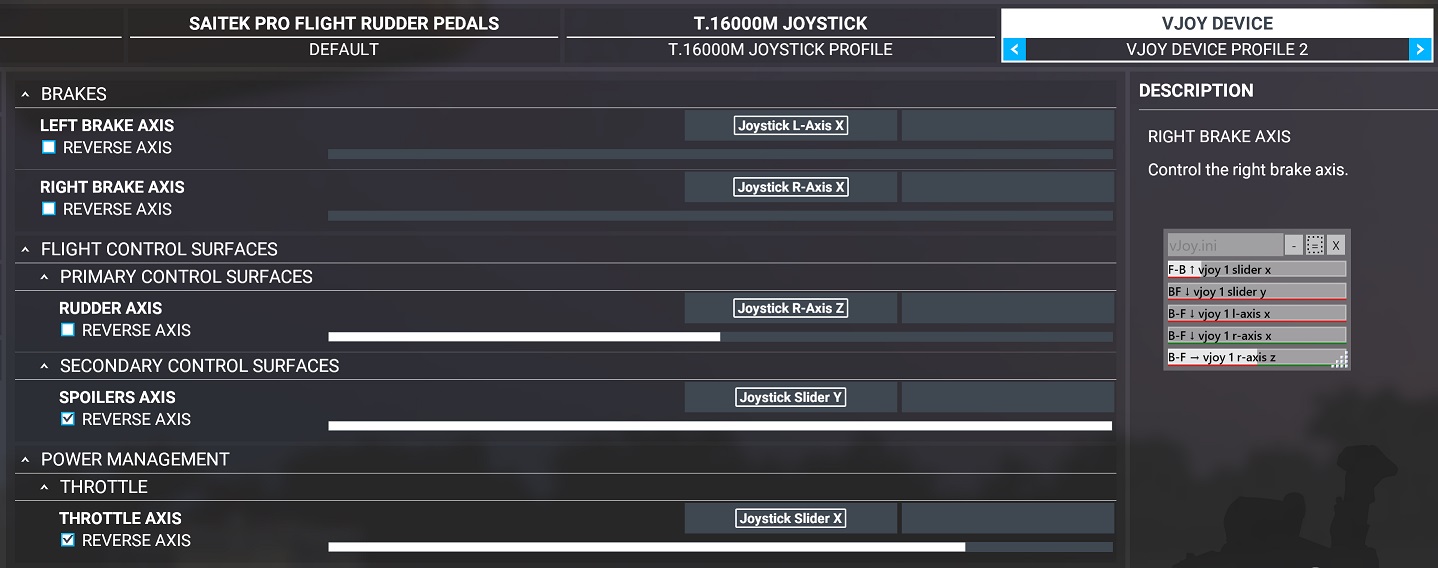 SAITEK PRO FLIGHT RUDDER PEDALS
DEFAULT
T.16000M JOYSTICK
T.16000M JOYSTICK PROFILE
VJOY DEVICE
< VJOY DEVICE PROFILE 2 >
BRAKES
LEFT BRAKE AXIS
Joystick L-Axis X
REVERSE AXIS
RIGHT BRAKE AXIS
Joystick R-Axis X
REVERSE AXIS
FLIGHT CONTROL SURFACES
PRIMARY CONTROL SURFACES
RUDDER AXIS
Joystick R-Axis Z
REVERSE AXIS
SECONDARY CONTROL SURFACES
SPOILERS AXIS
Joystick Slider Y
REVERSE AXIS
POWER MANAGEMENT
THROTTLE
THROTTLE AXIS
Joystick Slider X
REVERSE AXIS
DESCRIPTION
RIGHT BRAKE AXIS
Control the right brake axis.
vJoy.ini - = X
F-B ↑ vjoy 1 slider x
BF ↓ vjoy 1 slider y
B-F ↓ vjoy 1 l-axis x
B-F ↓ vjoy 1 r-axis x
B-F → vjoy 1 r-axis z